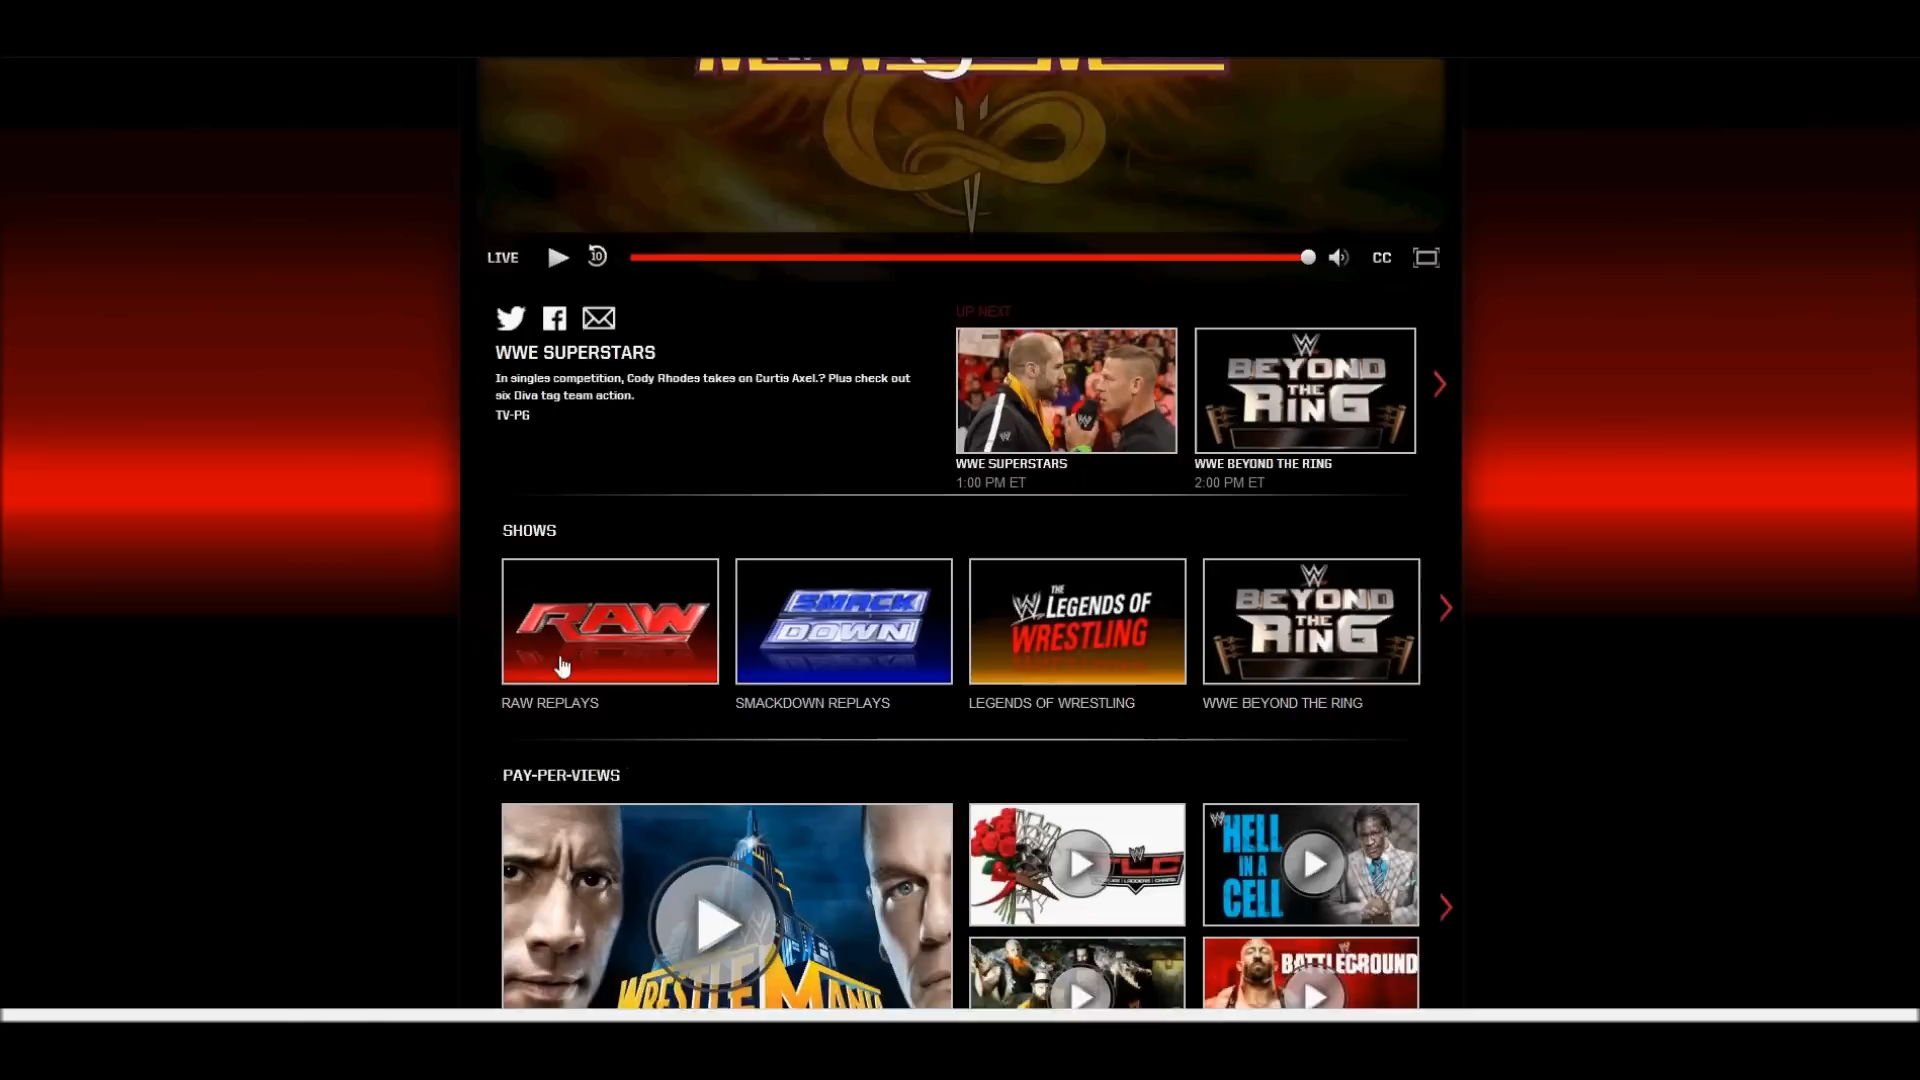 LIVE
10
CC
UP NEXT
WWE SUPERSTARS
In singles competition, Cody Rhodes takes on Curtis Axel.? Plus check out
six Diva tag team action.
TV-PG
BEYOND
THE
RING
WWE SUPERSTARS
WWE BEYOND THE RING
1:00 PM ET
2:00 PM ET
SHOWS
RAW
SMACK
DOWN
THE
LEGENDS OF
WRESTLING
BEYOND
THE
RING
RAW REPLAYS
SMACKDOWN REPLAYS
LEGENDS OF WRESTLING
WWE BEYOND THE RING
PAY-PER-VIEWS
TLC
HELL
IN A
CELL
BATTLEGROUND
WRESTLEMANIA